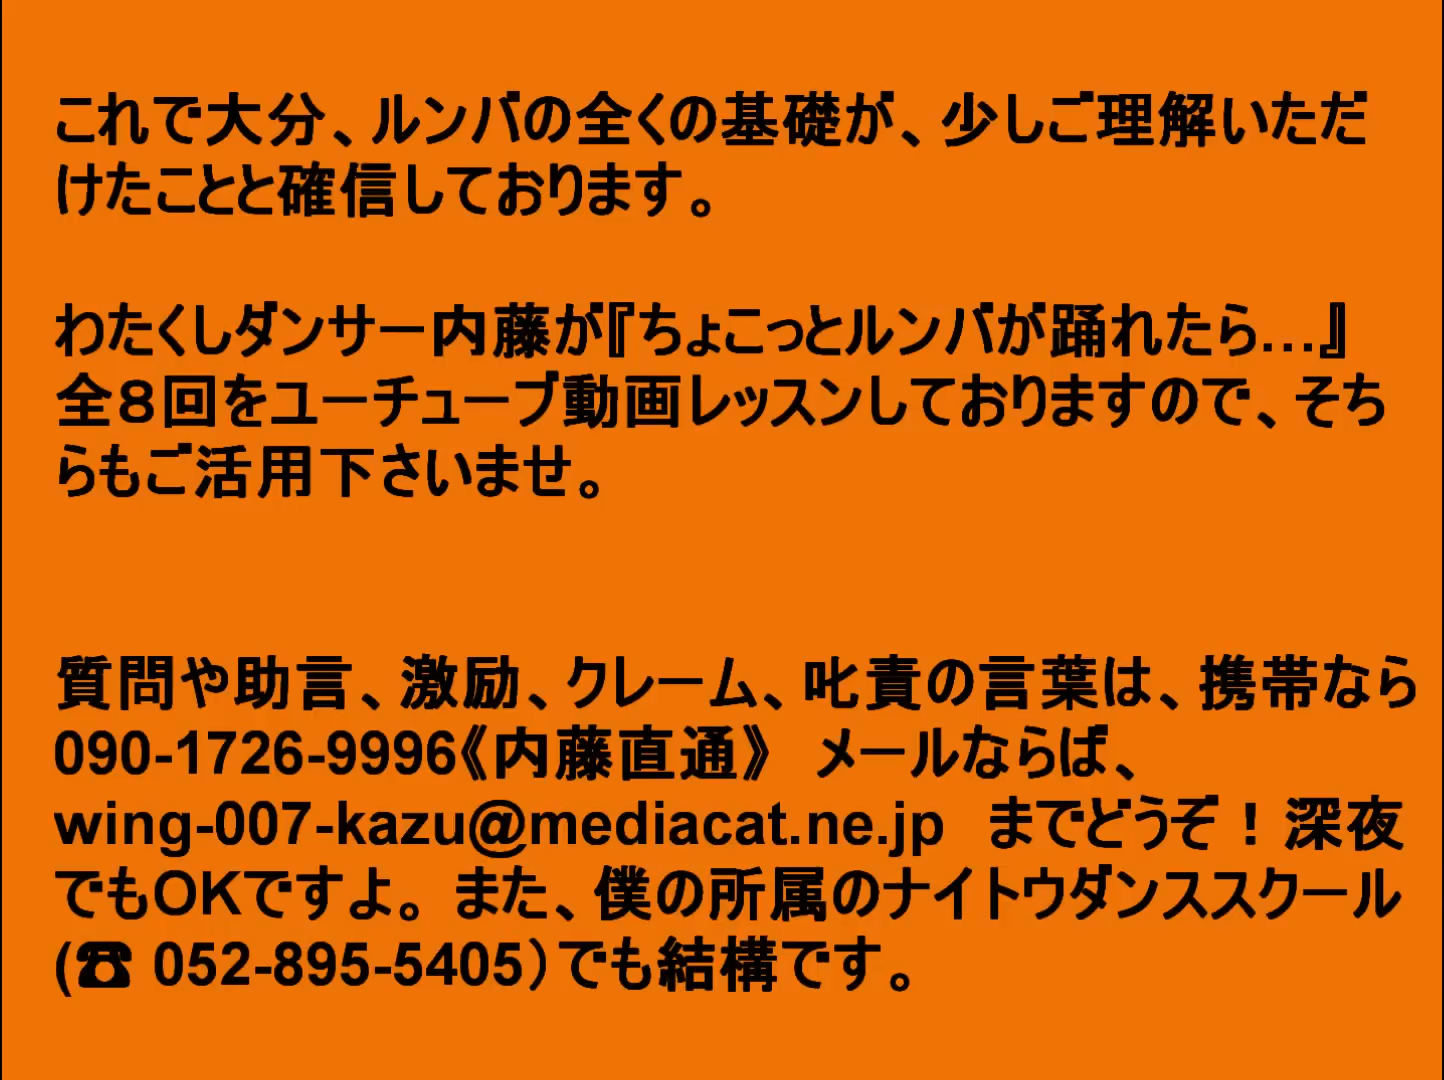 これで大分、ルンバの全くの基礎が、少しご理解いただ
けたことと確信しております。
わたくしダンサー内藤が『ちょこっとルンバが踊れたら…』
全８回をユーチューブ動画レッスンしておりますので、そち
らもご活用下さいませ。
質問や助言、激励、クレーム、叱責の言葉は、携帯なら
090-1726-9996《内藤直通》　メールならば、
wing-007-kazu@mediacat.ne.jp　までどうぞ！深夜
でもOKですよ。また、僕の所属のナイトウダンススクール
(☎ 052-895-5405）でも結構です。